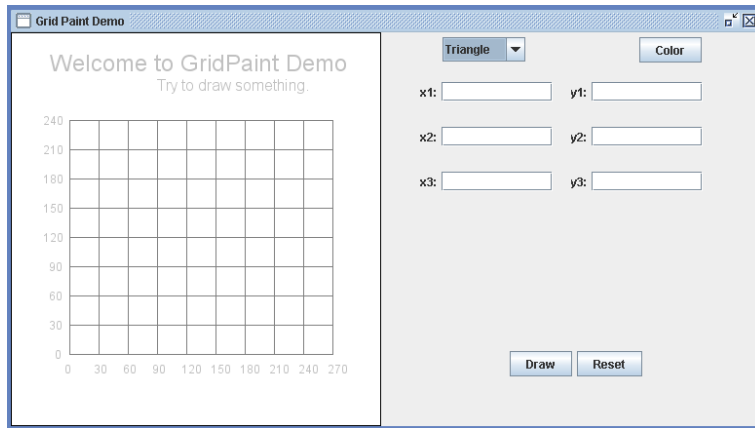 Grid Paint Demo
Welcome to GridPaint Demo
Try to draw something.
240
210
180
150
120
90
60
30
0
0 30 60 90 120 150 180 210 240 270
Triangle Color
x1: y1:
x2: y2:
x3: y3:
Draw Reset